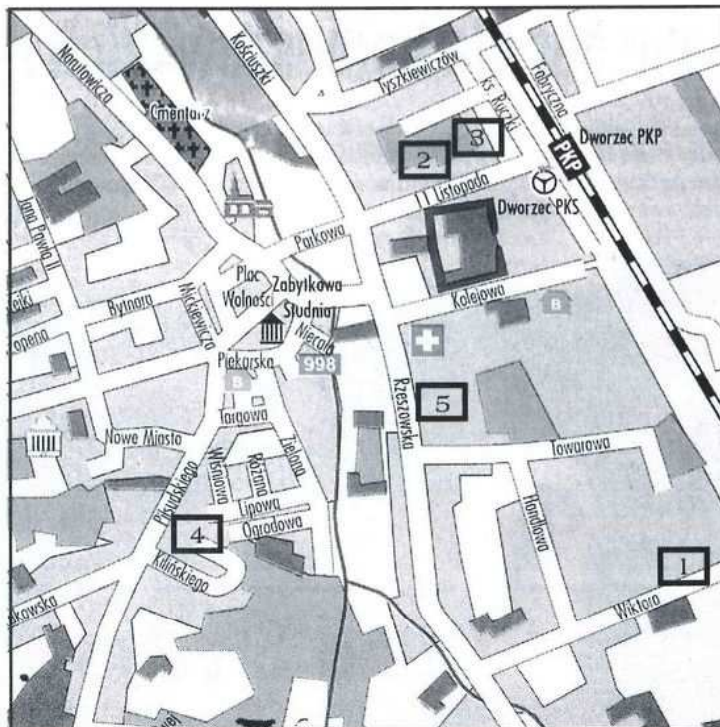 Narutowicza
Kościuszki
Tyszkiewiczów
Fabryczna
ks. Ruczki
Cmentarz
PKP
Dworzec PKP
3
2
11 Listopada
Dworzec PKS
Jana Pawła II
Parkowa
Plac
Wolności
Zabytkowa
Studnia
Bytnara
Mickiewicza
Kolejowa
B
Niecała
Piekarska
998
B
Rzeszowska
5
Targowa
Nowe Miasto
Zielona
Towarowa
Piłsudskiego
Wiśniowa
Różana
Lipowa
Ogrodowa
Handlowa
4
Kilińskiego
1
Wiktora
akowska